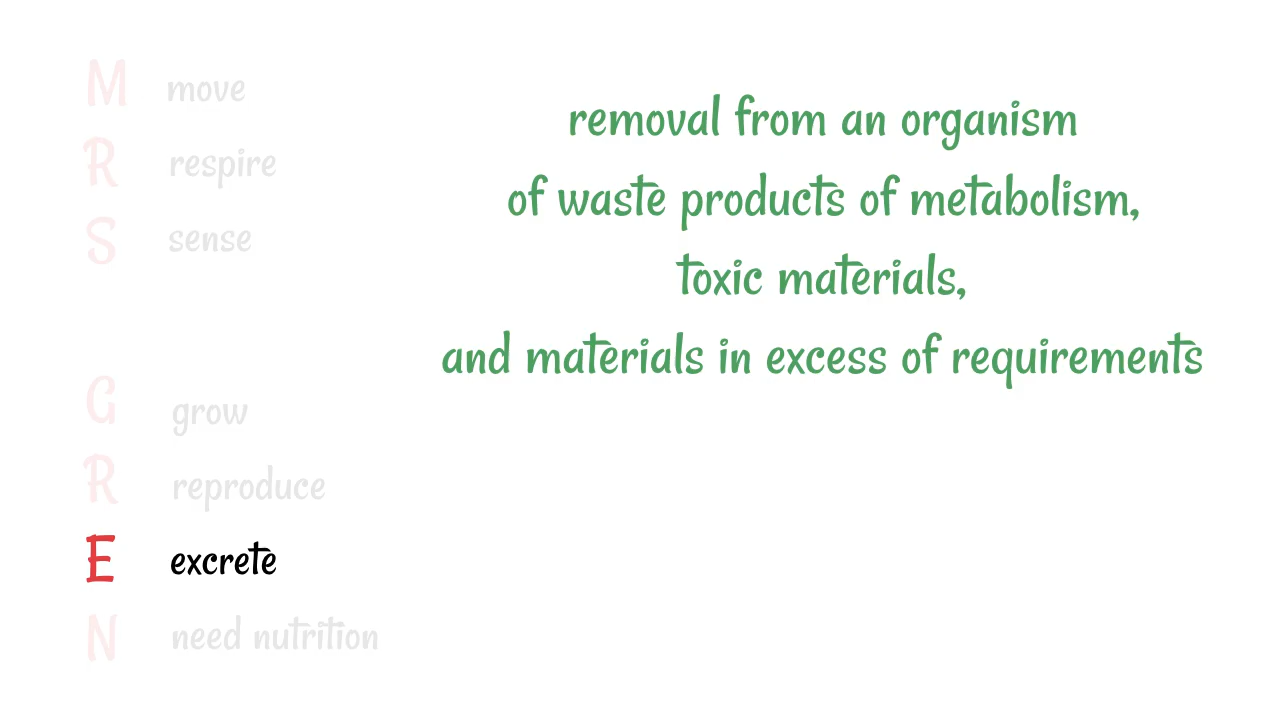 M move
R respire
S sense
G grow
R reproduce
E excrete
N need nutrition
removal from an organism
of waste products of metabolism,
toxic materials,
and materials in excess of requirements